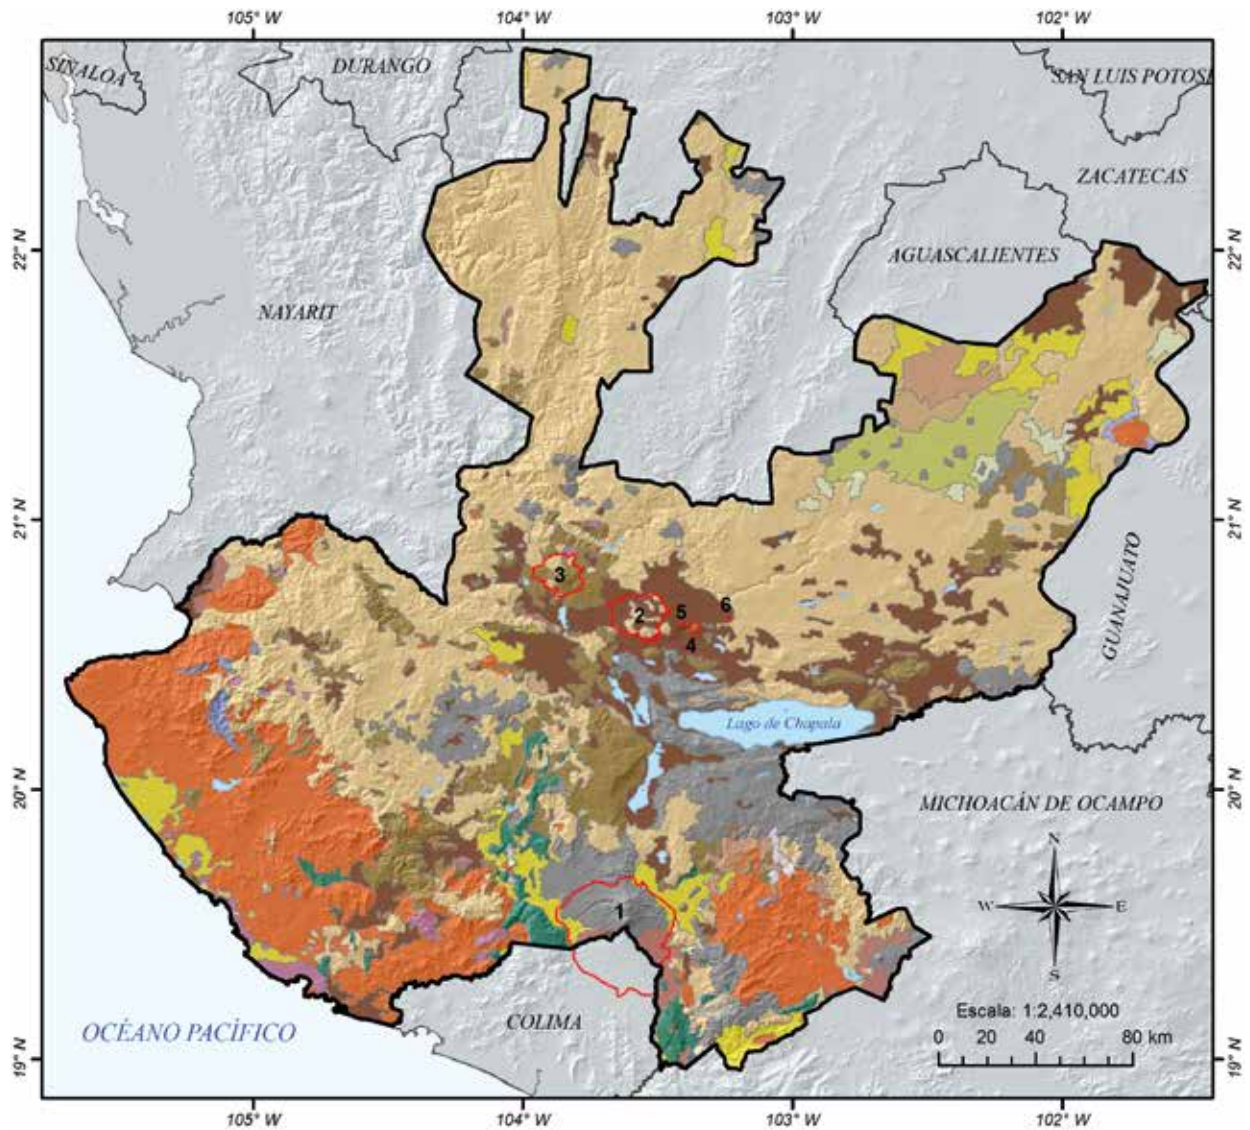 105° W
104° W
103° W
102° W
SINALOA
DURANGO
SAN LUIS POTOSÍ
ZACATECAS
22° N
22° N
AGUASCALIENTES
NAYARIT
21° N
21° N
3
2
5
6
4
GUANAJUATO
Lago de Chapala
20° N
20° N
MICHOACÁN DE OCAMPO
N
W
E
S
1
Escala: 1:2,410,000
0 20 40 80 km
OCÉANO PACÍFICO
COLIMA
19° N
19° N
105° W
104° W
103° W
102° W